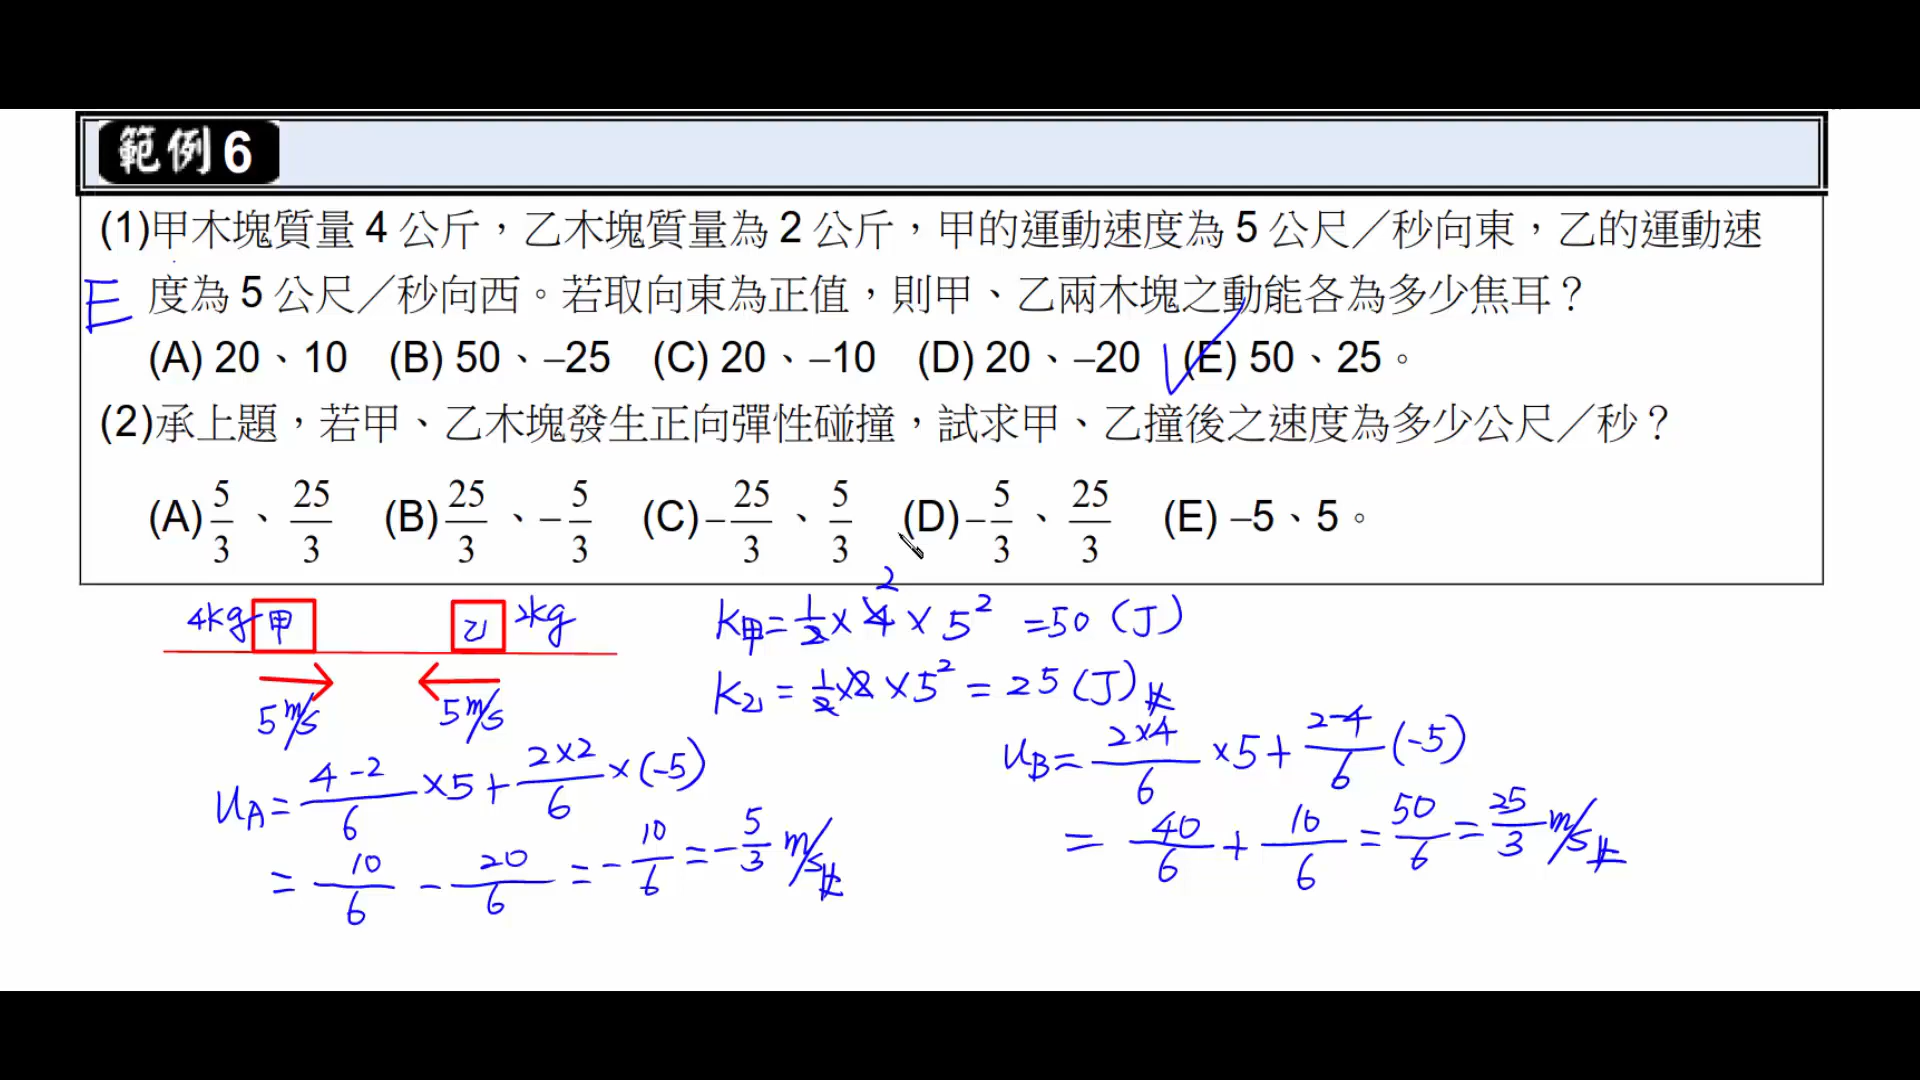 範例 6
(1)甲木塊質量 4 公斤，乙木塊質量為 2 公斤，甲的運動速度為 5 公尺／秒向東，乙的運動速
E 度為 5 公尺／秒向西。若取向東為正值，則甲、乙兩木塊之動能各為多少焦耳？
(A) 20、10 (B) 50、–25 (C) 20、–10 (D) 20、–20 (E) 50、25。
(2)承上題，若甲、乙木塊發生正向彈性碰撞，試求甲、乙撞後之速度為多少公尺／秒？
(A) 5/3、25/3 (B) 25/3、–5/3 (C) –25/3、5/3 (D) –5/3、25/3 (E) –5、5。
4kg 甲 乙 2kg
5 m/s 5 m/s
K甲 = 1/2 × 4 × 5² = 50 (J)
2
K乙 = 1/2 × 2 × 5² = 25 (J)
UA = (4-2)/6 × 5 + (2×2)/6 × (-5)
= 10/6 - 20/6 = -10/6 = -5/3 m/s
UB = (2×4)/6 × 5 + (2-4)/6 (-5)
= 40/6 + 10/6 = 50/6 = 25/3 m/s